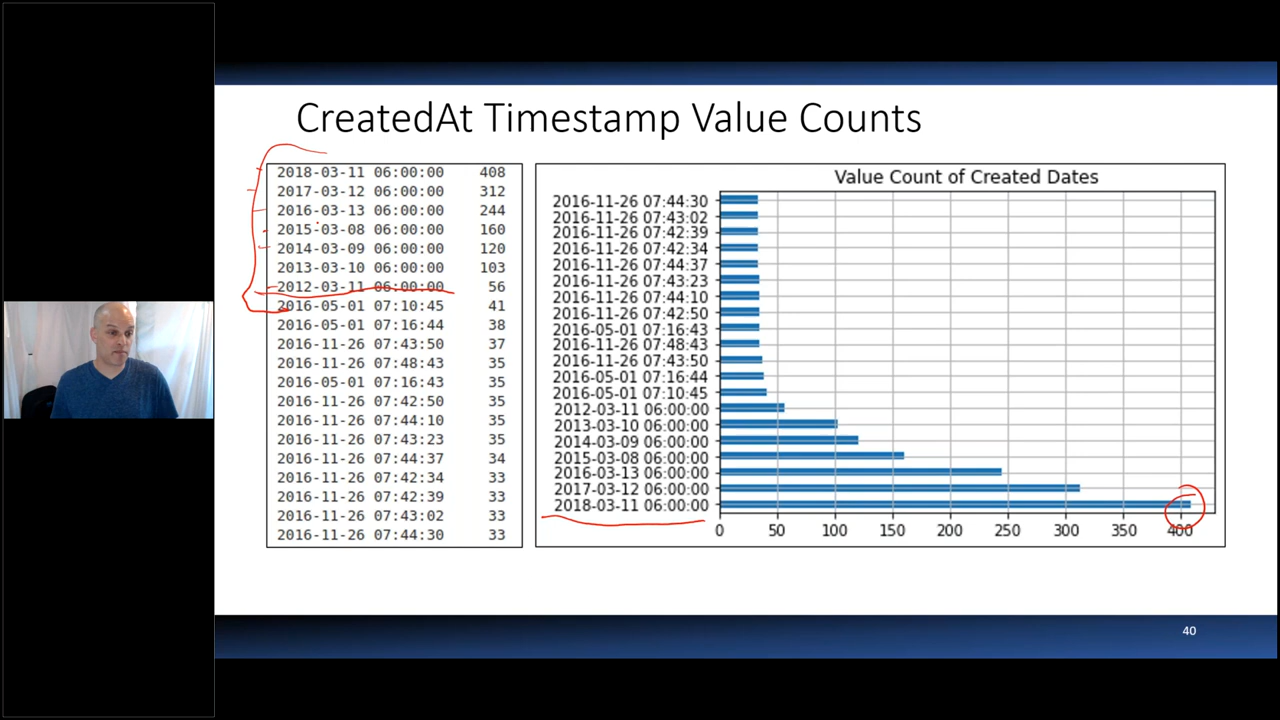 CreatedAt Timestamp Value Counts
2018-03-11 06:00:00 408
2017-03-12 06:00:00 312
2016-03-13 06:00:00 244
2015-03-08 06:00:00 160
2014-03-09 06:00:00 120
2013-03-10 06:00:00 103
2012-03-11 06:00:00 56
2016-05-01 07:10:45 41
2016-05-01 07:16:44 38
2016-11-26 07:43:50 37
2016-11-26 07:48:43 35
2016-05-01 07:16:43 35
2016-11-26 07:42:50 35
2016-11-26 07:44:10 35
2016-11-26 07:43:23 35
2016-11-26 07:44:37 34
2016-11-26 07:42:34 33
2016-11-26 07:42:39 33
2016-11-26 07:43:02 33
2016-11-26 07:44:30 33
Value Count of Created Dates
2016-11-26 07:44:30
2016-11-26 07:43:02
2016-11-26 07:42:39
2016-11-26 07:42:34
2016-11-26 07:44:37
2016-11-26 07:43:23
2016-11-26 07:44:10
2016-11-26 07:42:50
2016-05-01 07:16:43
2016-11-26 07:48:43
2016-11-26 07:43:50
2016-05-01 07:16:44
2016-05-01 07:10:45
2012-03-11 06:00:00
2013-03-10 06:00:00
2014-03-09 06:00:00
2015-03-08 06:00:00
2016-03-13 06:00:00
2017-03-12 06:00:00
2018-03-11 06:00:00
0 50 100 150 200 250 300 350 400
40